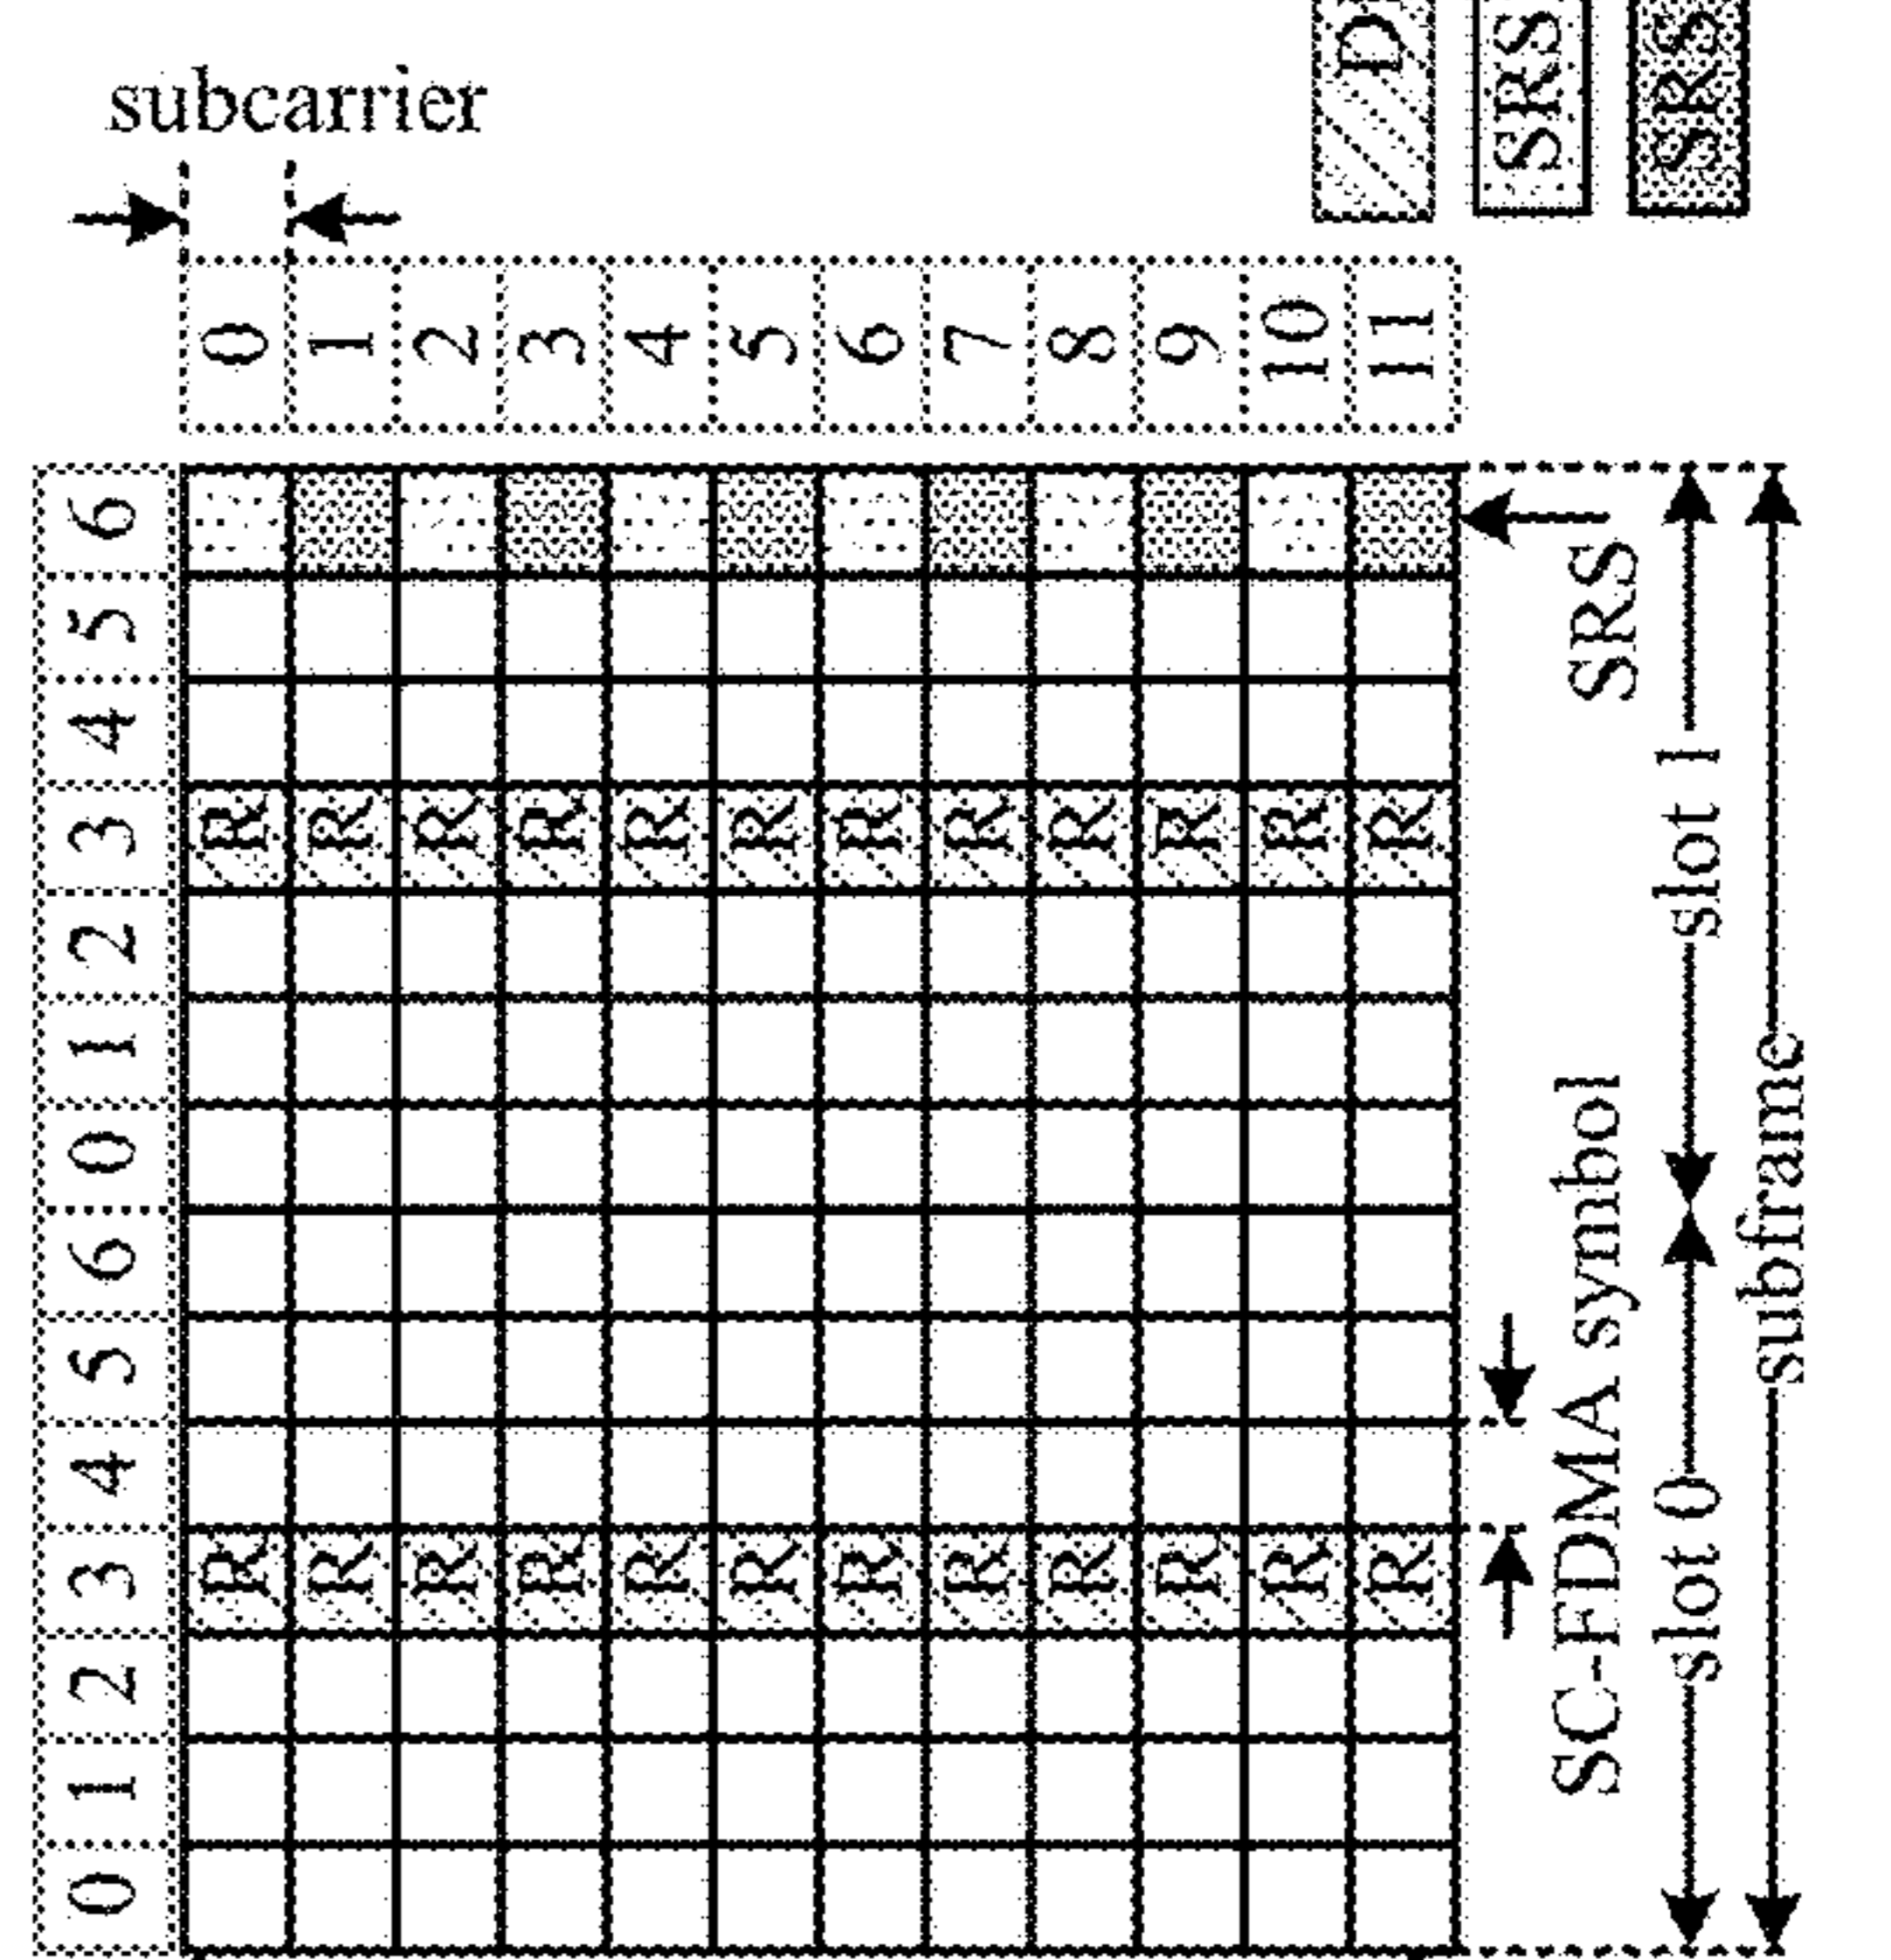 subcarrier
0 1 2 3 4 5 6 0 1 2 3 4 5 6
R R 0
R R 1
R R 2
R R 3
R R 4
R R 5
R R 6
R R 7
R R 8
R R 9
R R 10
R R 11
SC-FDMA symbol
SRS
slot 0
slot 1
subframe
D
SRS
SRS